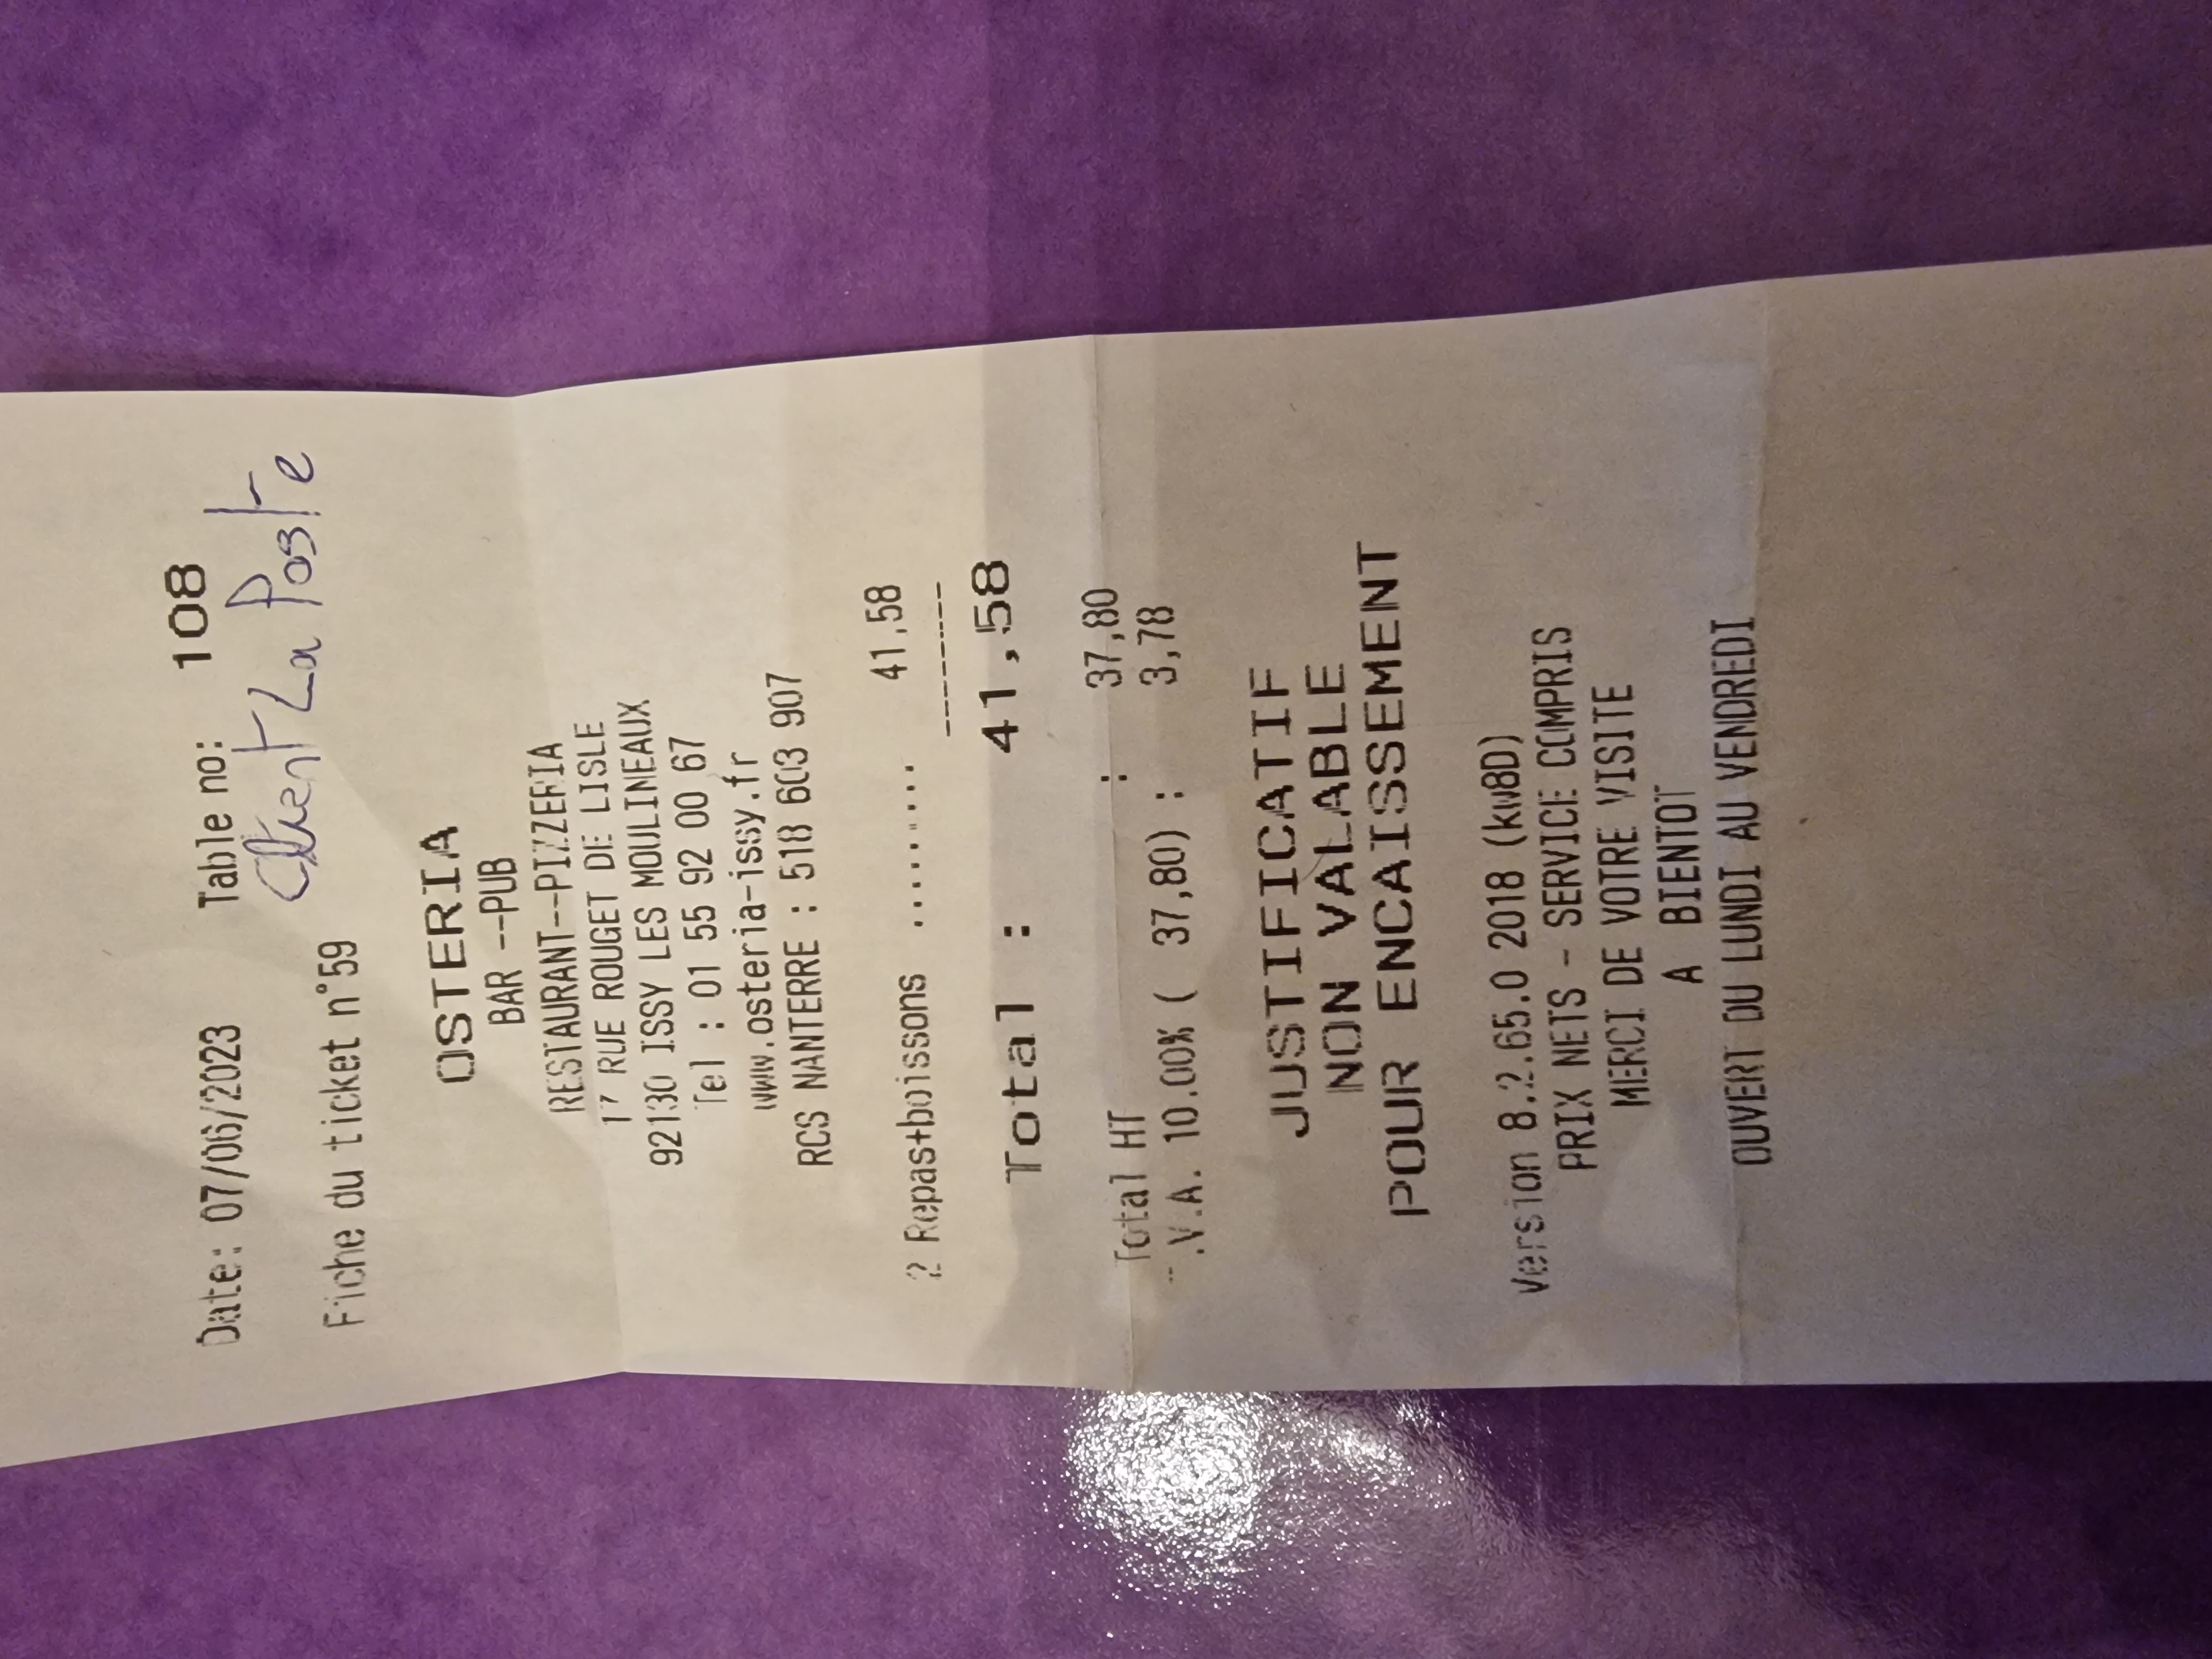 Date: 07/06/2023 Table no: 108
Client La Poste
Fiche du ticket n°59
OSTERIA
BAR --PUB
RESTAURANT--PIZZERIA
17 RUE ROUGET DE LISLE
92130 ISSY LES MOULINEAUX
Tel : 01 55 92 00 67
www.osteria-issy.fr
RCS NANTERRE : 518 603 907
2 Repas+boissons ......... 41,58
---------
Total : 41,58
Total HT : 37,80
T.V.A. 10.00% ( 37,80) : 3,78
JUSTIFICATIF
NON VALABLE
POUR ENCAISSEMENT
Version 8.2.65.0 2018 (kw8D)
PRIX NETS - SERVICE COMPRIS
MERCI DE VOTRE VISITE
A BIENTOT
OUVERT DU LUNDI AU VENDREDI